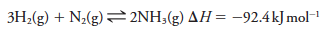 3H₂(g) + N₂(g) ⇌ 2NH₃(g) ΔH = −92.4 kJ mol⁻¹